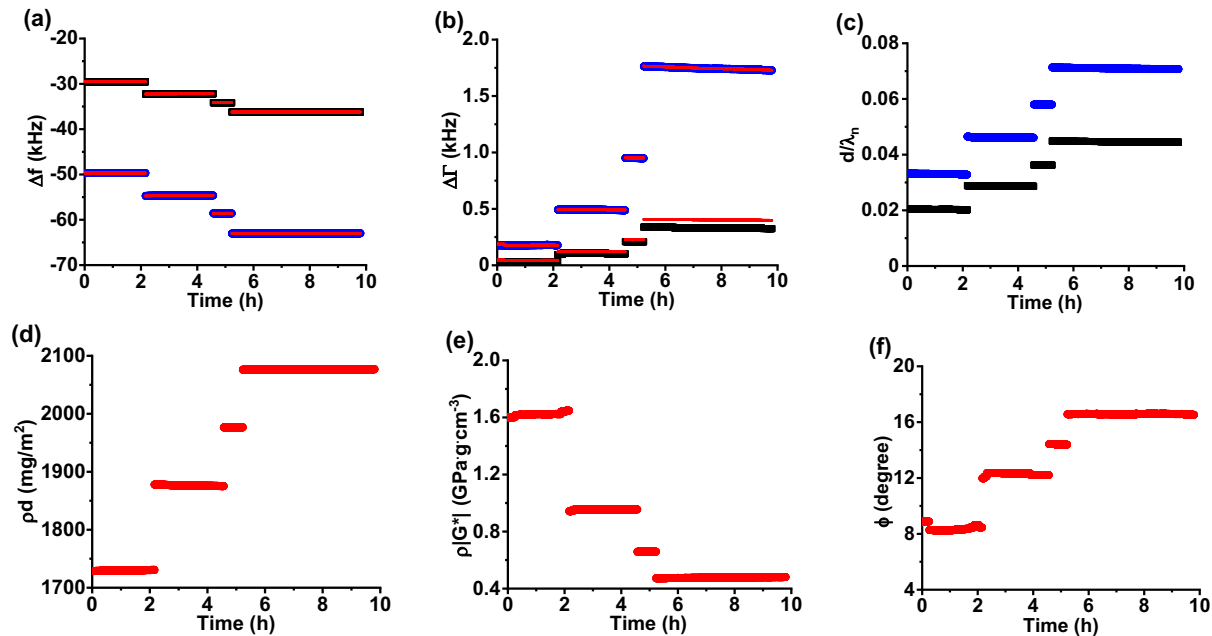 (a)
-20
-30
-40
-50
-60
-70
Δf (kHz)
0 2 4 6 8 10
Time (h)
(b)
2.0
1.5
1.0
0.5
0
ΔΓ (kHz)
0 2 4 6 8 10
Time (h)
(c)
0.08
0.06
0.04
0.02
0.00
d/λn
0 2 4 6 8 10
Time (h)
(d)
2100
2000
1900
1800
1700
ρd (mg/m²)
0 2 4 6 8 10
Time (h)
(e)
2.0
1.6
1.2
0.8
0.4
ρ|G*| (GPa·g·cm⁻³)
0 2 4 6 8 10
Time (h)
(f)
20
16
12
8
4
ϕ (degree)
0 2 4 6 8 10
Time (h)